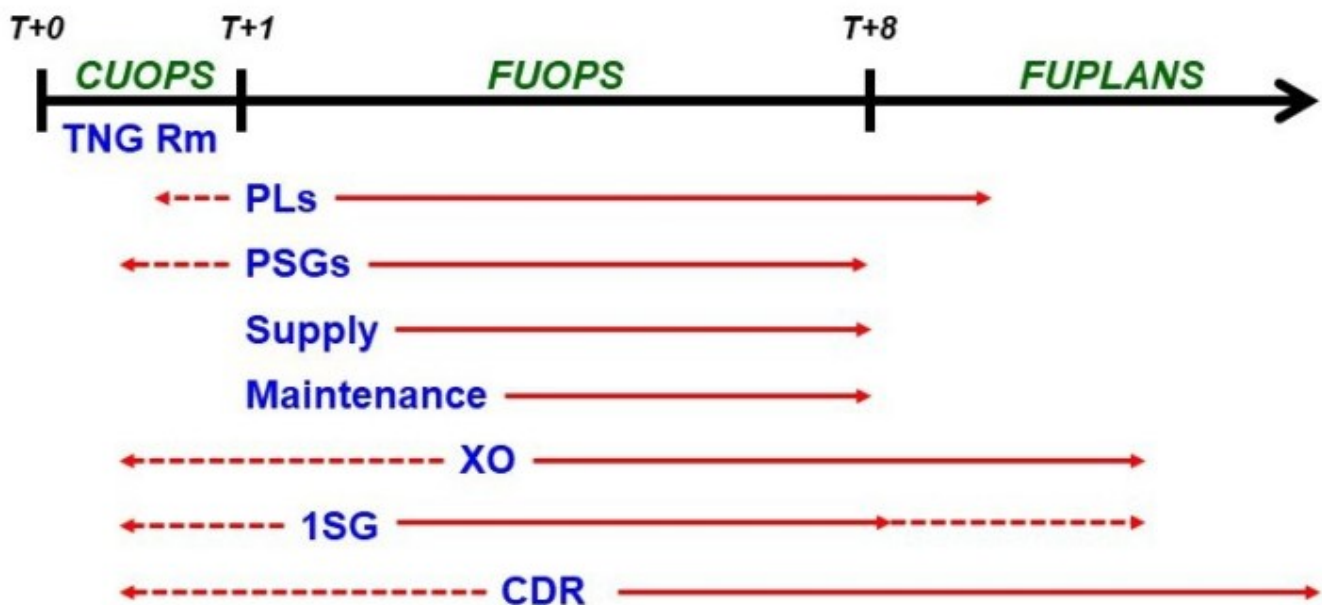 T+0 T+1 T+8
CUOPS FUOPS FUPLANS
TNG Rm
PLs
PSGs
Supply
Maintenance
XO
1SG
CDR